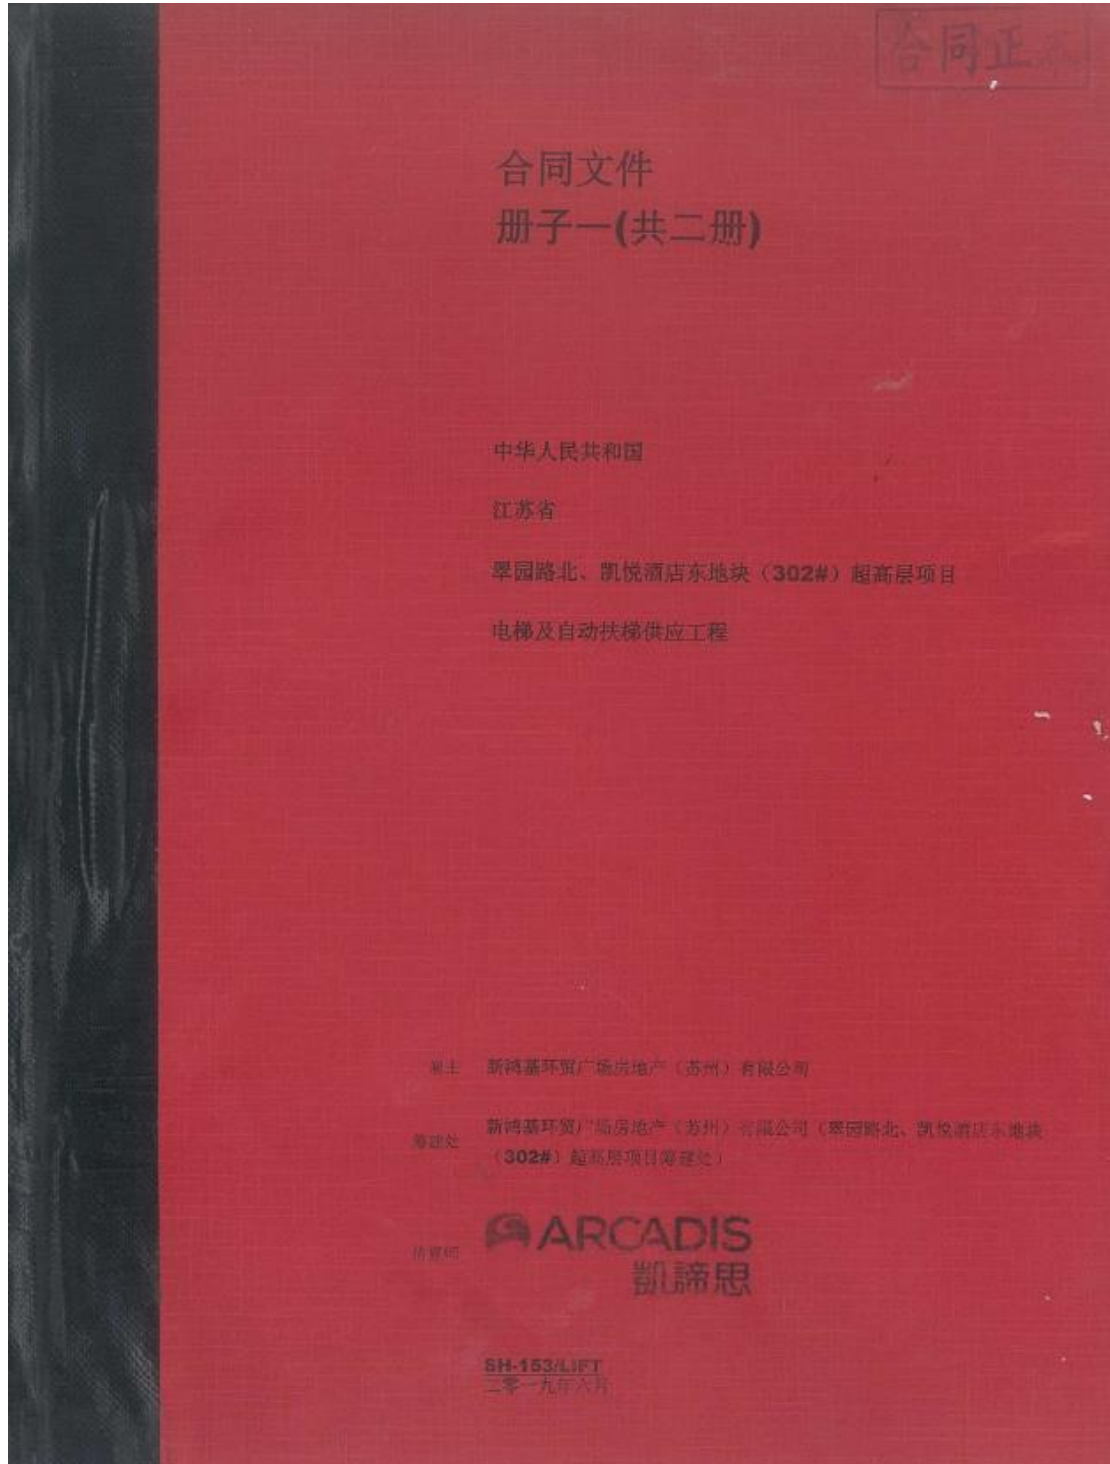 合同正
合同文件
册子一(共二册)
中华人民共和国
江苏省
翠园路北、凯悦酒店东地块（302#）超高层项目
电梯及自动扶梯供应工程
雇主 新鸿基环贸广场房地产（苏州）有限公司
筹建处 新鸿基环贸广场房地产（苏州）有限公司（翠园路北、凯悦酒店东地块
（302#）超高层项目筹建处）
ARCADIS
凱諦思
SH-153/LIFT
二零一九年六月